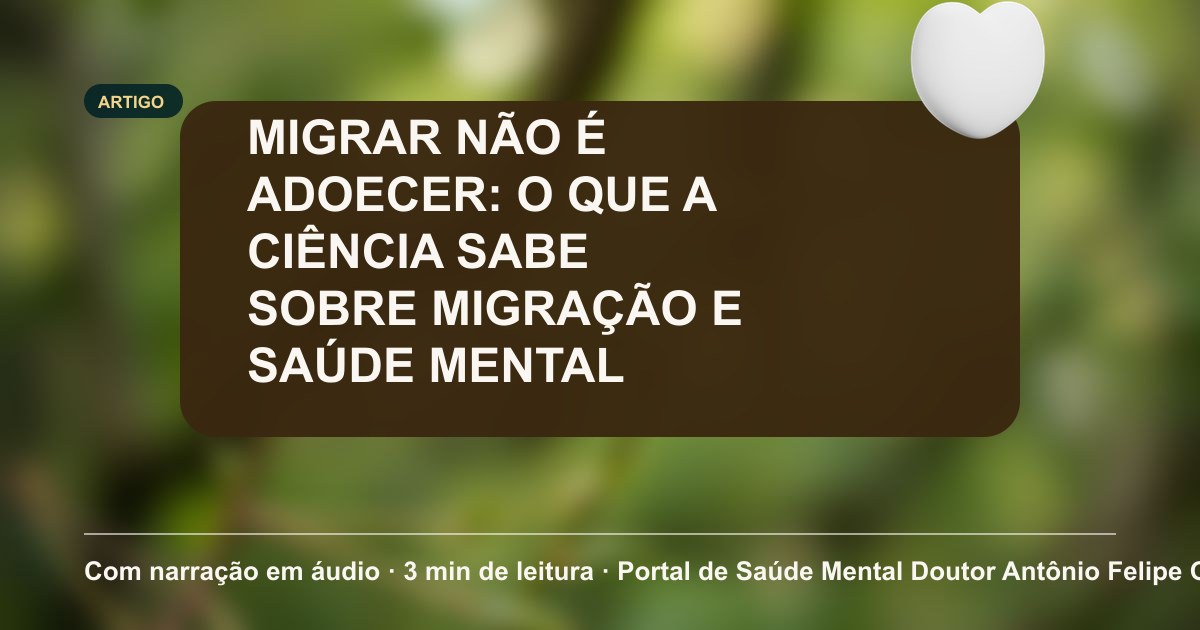 ARTIGO
MIGRAR NÃO É
ADOECER: O QUE A
CIÊNCIA SABE
SOBRE MIGRAÇÃO E
SAÚDE MENTAL
Com narração em áudio · 3 min de leitura · Portal de Saúde Mental Doutor Antônio Felipe